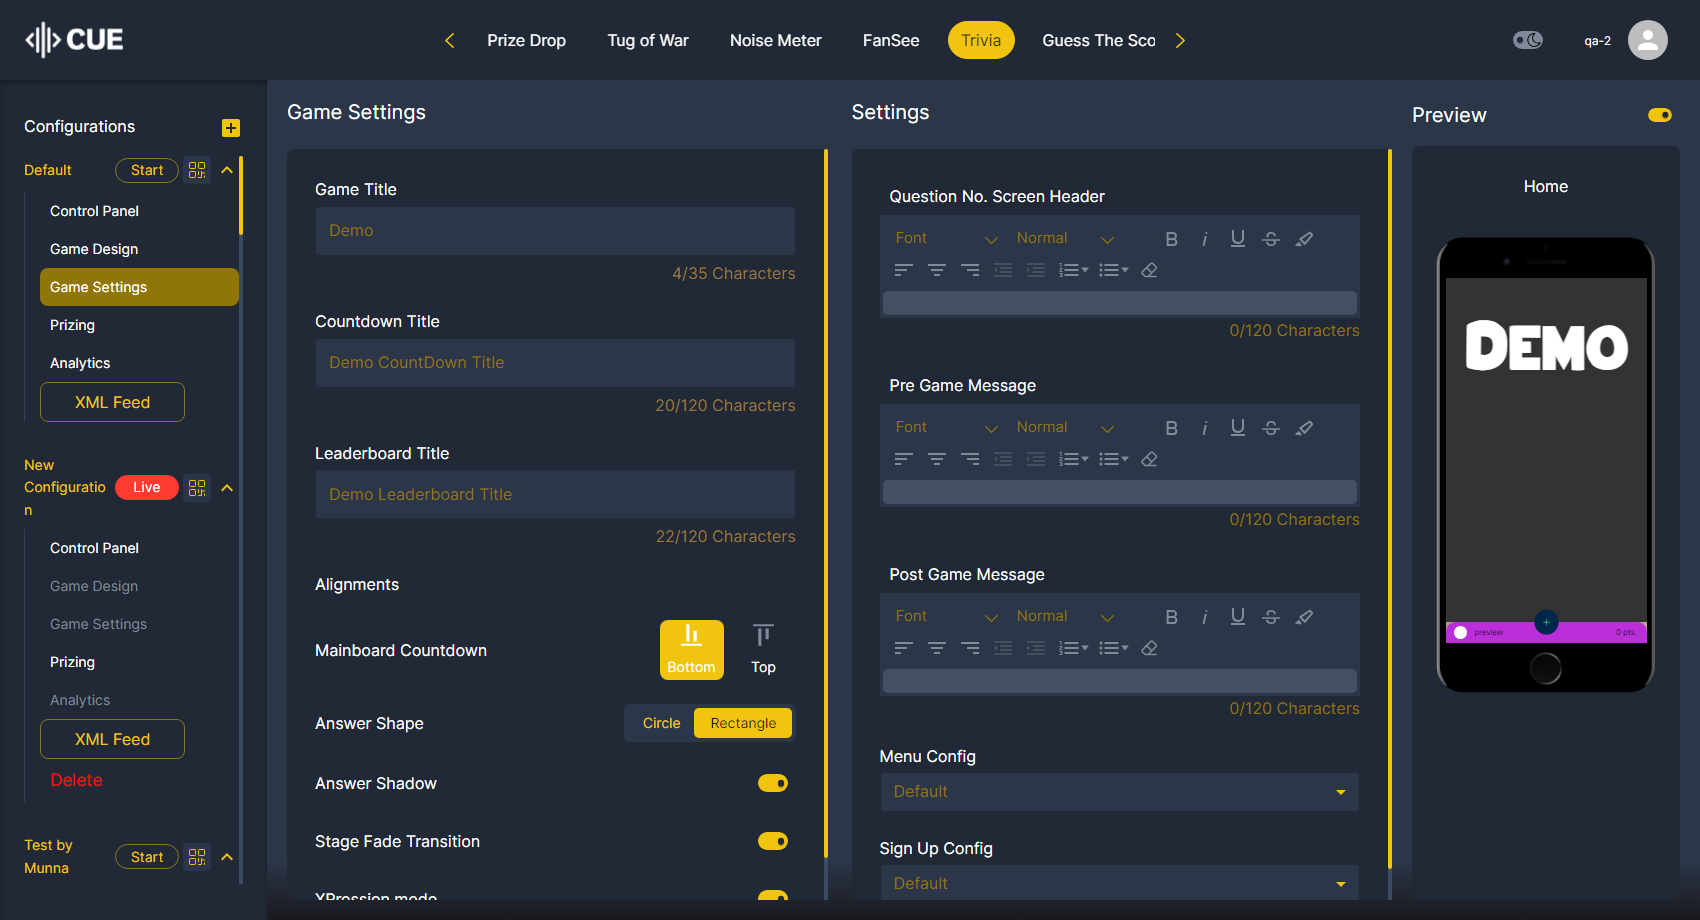 CUE
Prize Drop
Tug of War
Noise Meter
FanSee
Trivia
Guess The Sco
qa-2
Configurations
Default
Start
Control Panel
Game Design
Game Settings
Prizing
Analytics
XML Feed
New
Configuratio
n
Live
Control Panel
Game Design
Game Settings
Prizing
Analytics
XML Feed
Delete
Test by
Munna
Start
Game Settings
Game Title
Demo
4/35 Characters
Countdown Title
Demo CountDown Title
20/120 Characters
Leaderboard Title
Demo Leaderboard Title
22/120 Characters
Alignments
Mainboard Countdown
Bottom
Top
Answer Shape
Circle
Rectangle
Answer Shadow
Stage Fade Transition
XPression mode
Settings
Question No. Screen Header
Font
Normal
B i U S
0/120 Characters
Pre Game Message
Font
Normal
B i U S
0/120 Characters
Post Game Message
Font
Normal
B i U S
0/120 Characters
Menu Config
Default
Sign Up Config
Default
Preview
Home
DEMO
preview
0 pts.